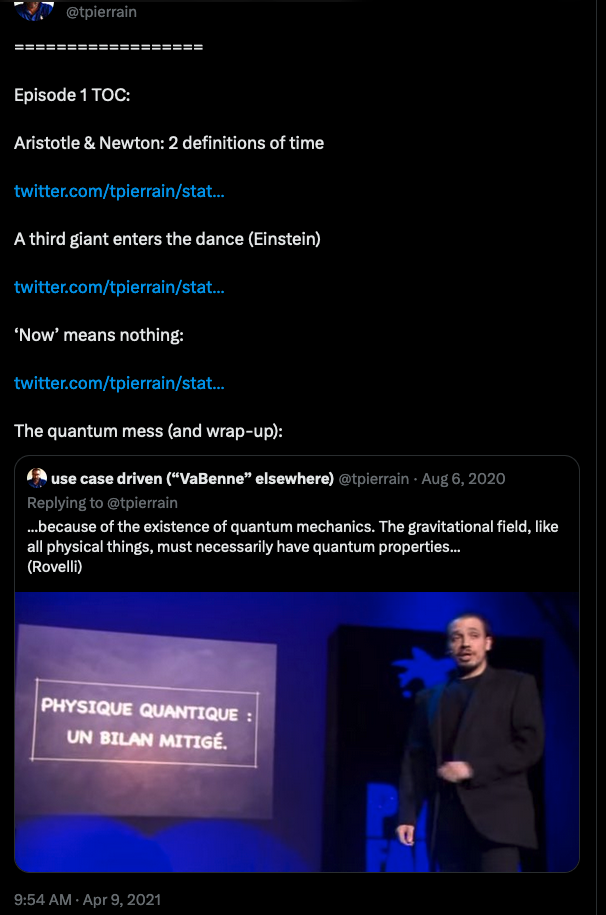 @tpierrain
==================
Episode 1 TOC:
Aristotle & Newton: 2 definitions of time
twitter.com/tpierrain/stat...
A third giant enters the dance (Einstein)
twitter.com/tpierrain/stat...
‘Now’ means nothing:
twitter.com/tpierrain/stat...
The quantum mess (and wrap-up):
use case driven (“VaBenne” elsewhere) @tpierrain · Aug 6, 2020
Replying to @tpierrain
...because of the existence of quantum mechanics. The gravitational field, like
all physical things, must necessarily have quantum properties...
(Rovelli)
PHYSIQUE QUANTIQUE :
UN BILAN MITIGÉ.
9:54 AM · Apr 9, 2021